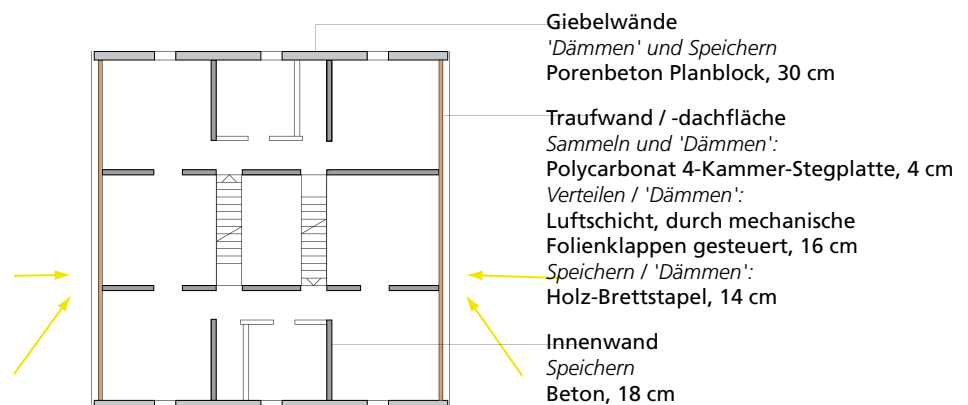 Giebelwände
'Dämmen' und Speichern
Porenbeton Planblock, 30 cm
Traufwand / -dachfläche
Sammeln und 'Dämmen':
Polycarbonat 4-Kammer-Stegplatte, 4 cm
Verteilen / 'Dämmen':
Luftschicht, durch mechanische
Folienklappen gesteuert, 16 cm
Speichern / 'Dämmen':
Holz-Brettstapel, 14 cm
Innenwand
Speichern
Beton, 18 cm